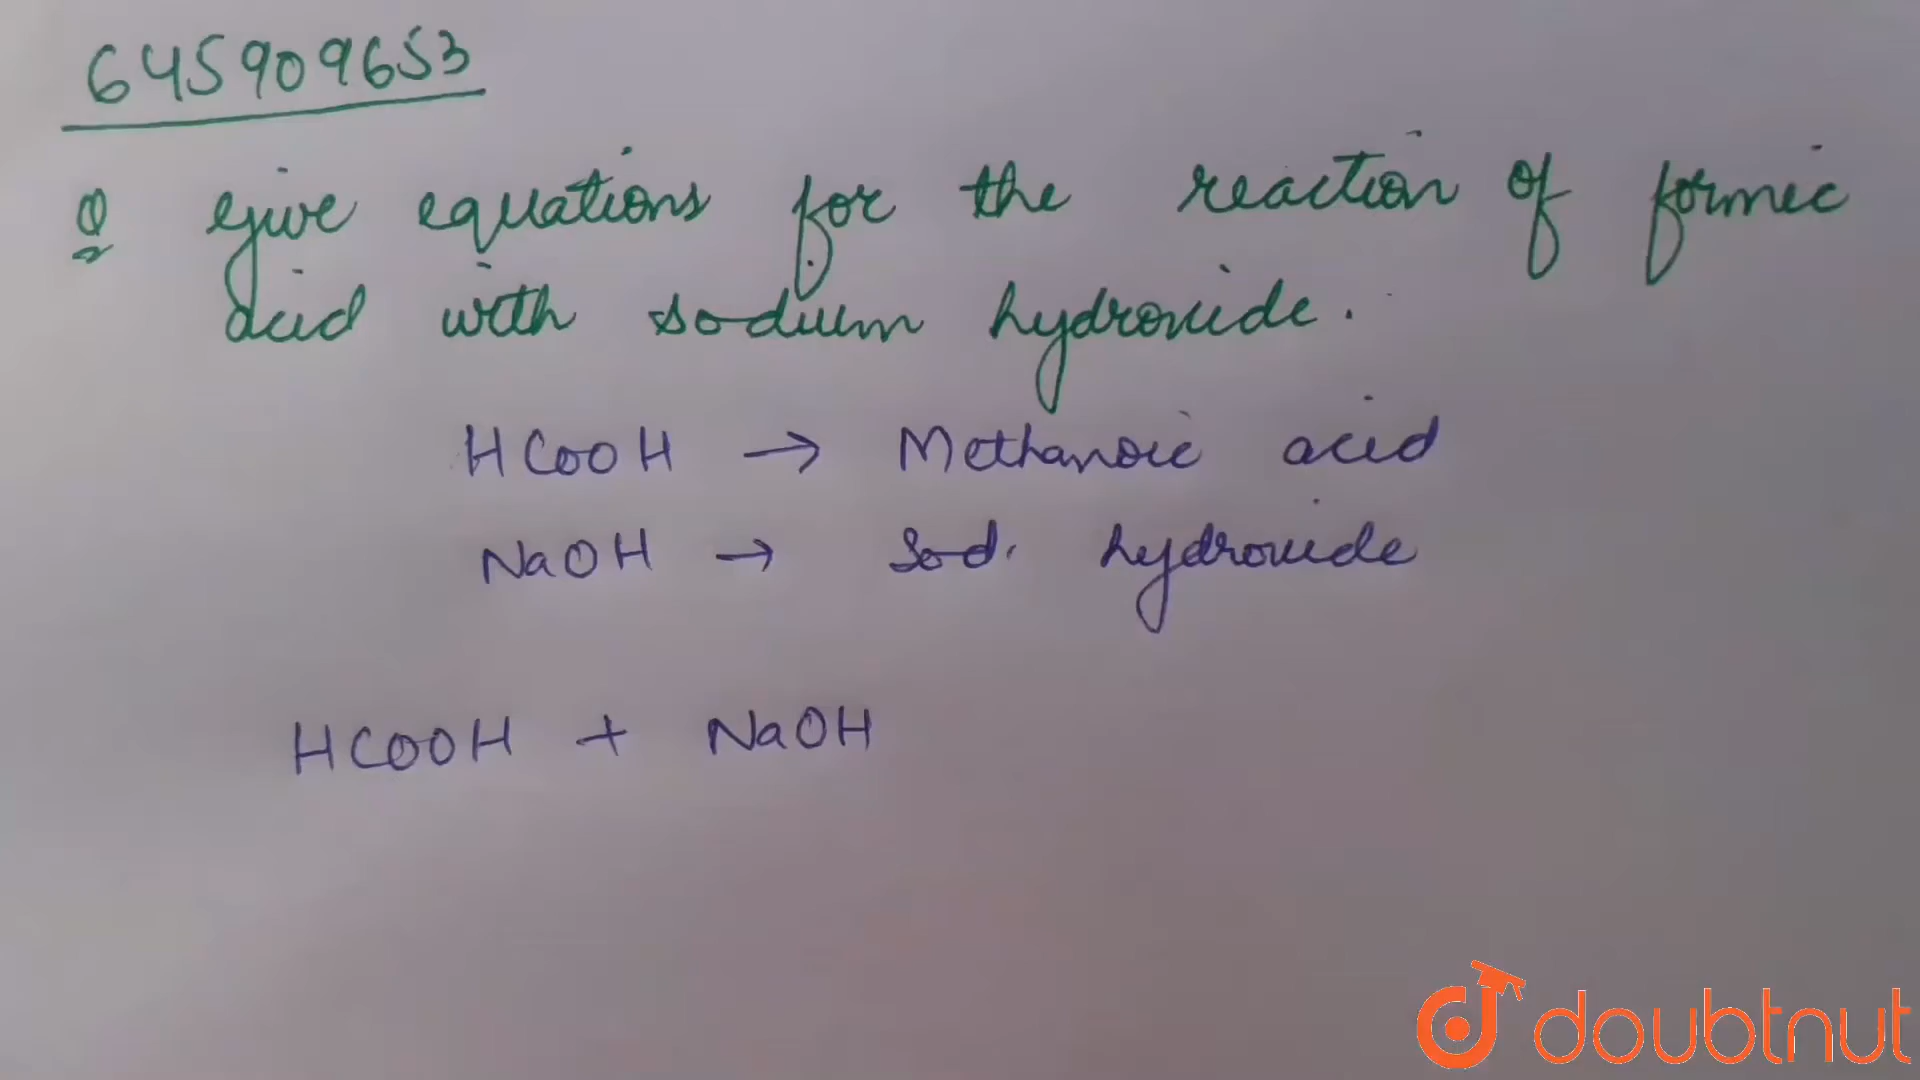 645909653
Q Give equations for the reaction of formic
acid with sodium hydroxide.
HCOOH → Methanoic acid
NaOH → Sod. hydroxide
HCOOH + NaOH
doubtnut